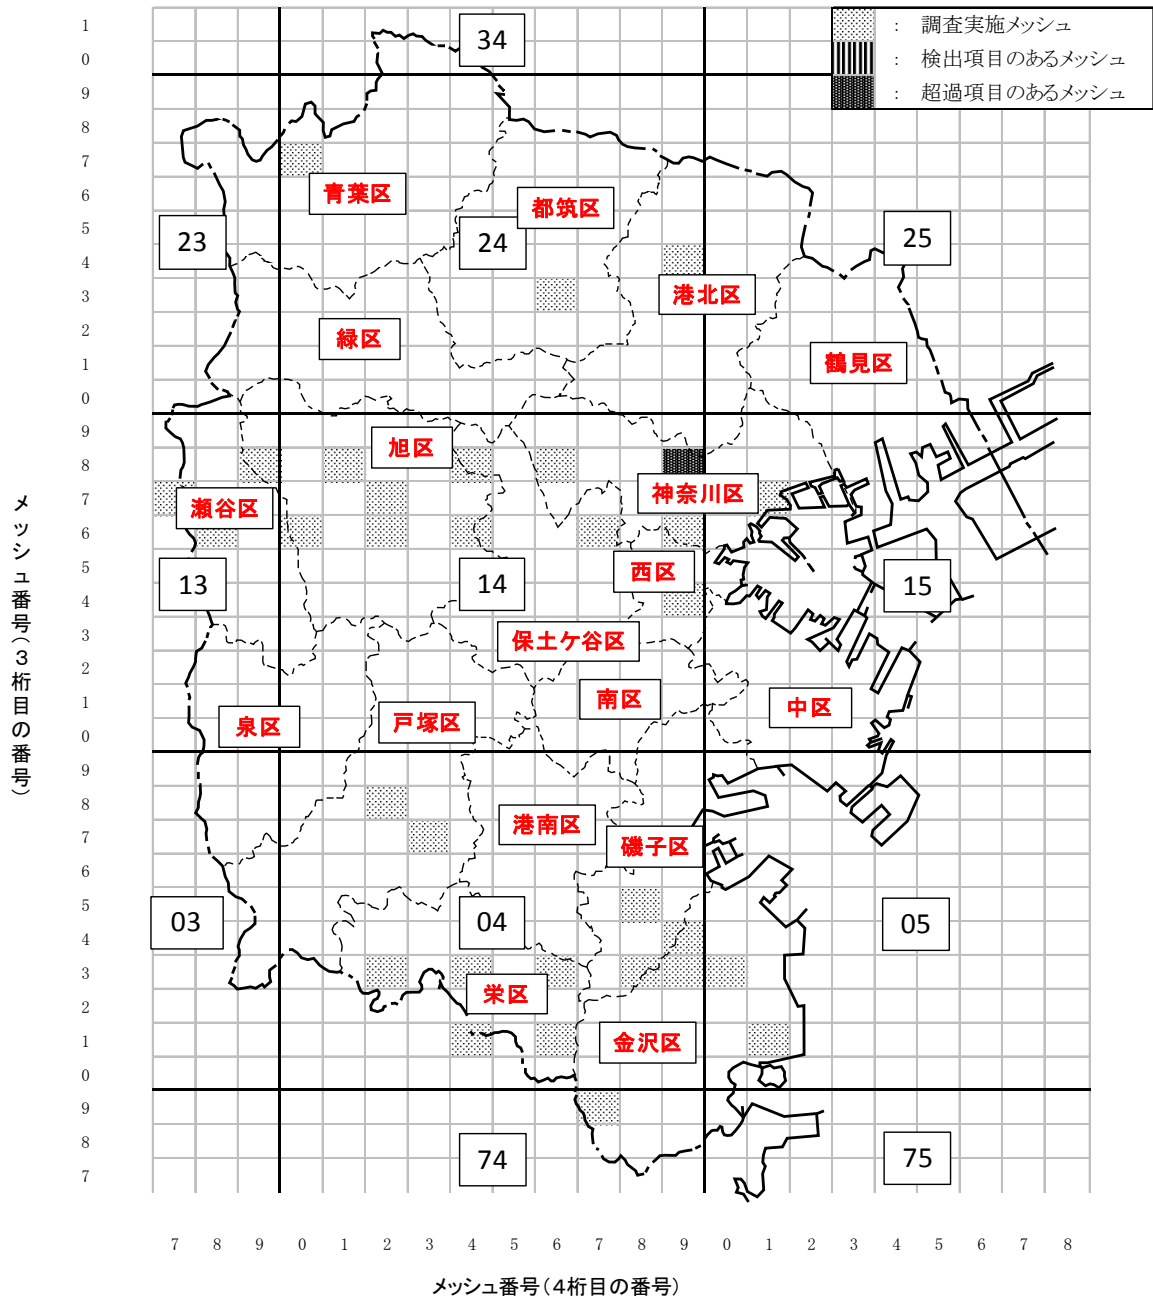 ： 調査実施メッシュ
： 検出項目のあるメッシュ
： 超過項目のあるメッシュ
34
青葉区
都筑区
23
24
25
港北区
緑区
鶴見区
旭区
瀬谷区
神奈川区
西区
13
14
15
保土ケ谷区
南区
中区
泉区
戸塚区
港南区
磯子区
03
04
05
栄区
金沢区
74
75
1
0
9
8
7
6
5
4
3
2
1
0
9
8
7
6
5
4
3
2
1
0
9
8
7
6
5
4
3
2
1
0
9
8
7
メッシュ番号(３桁目の番号)
7 8 9 0 1 2 3 4 5 6 7 8 9 0 1 2 3 4 5 6 7 8
メッシュ番号(４桁目の番号)